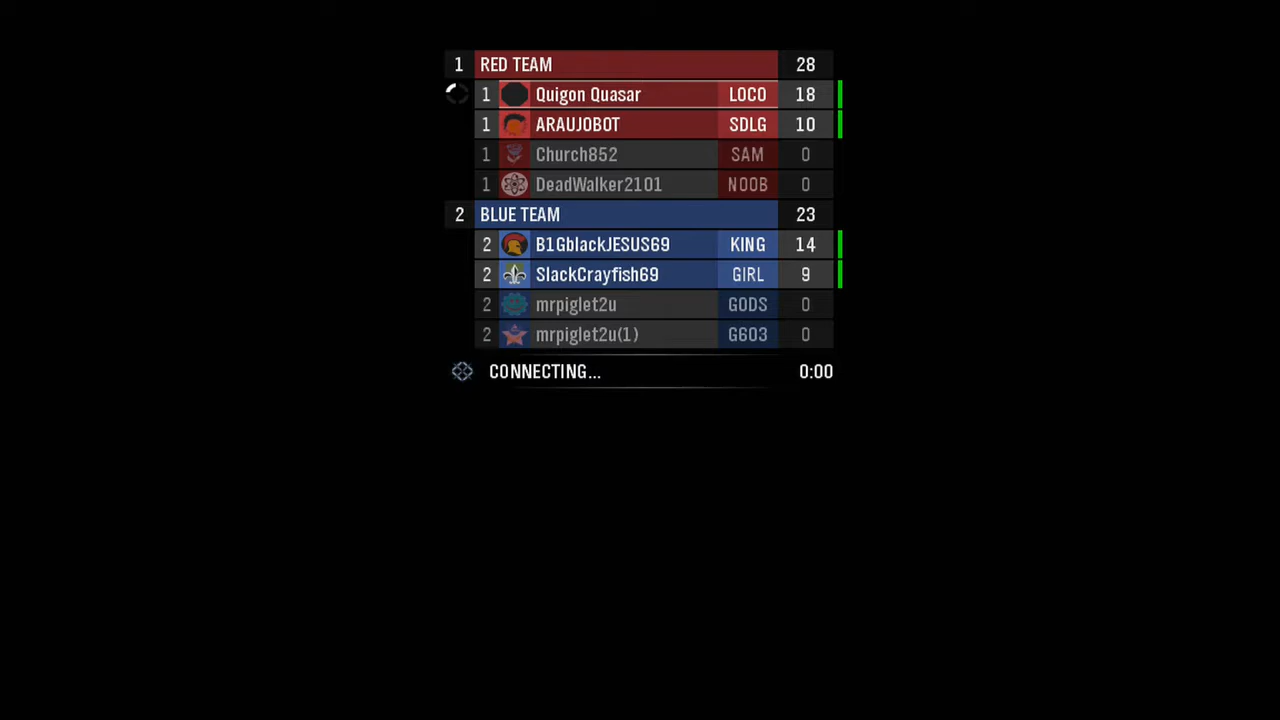 1 RED TEAM 28
1 Quigon Quasar LOCO 18
1 ARAUJOBOT SDLG 10
1 Church852 SAM 0
1 DeadWalker2101 NOOB 0
2 BLUE TEAM 23
2 B1GblackJESUS69 KING 14
2 SlackCrayfish69 GIRL 9
2 mrpiglet2u GODS 0
2 mrpiglet2u(1) G603 0
CONNECTING... 0:00